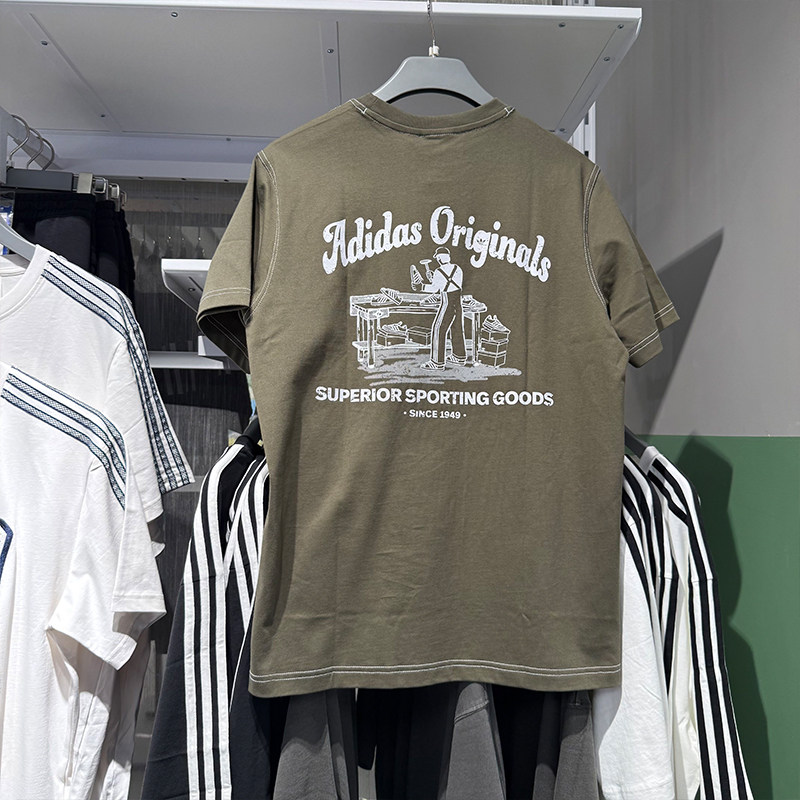 Adidas Originals
SUPERIOR SPORTING GOODS
· SINCE 1949 ·